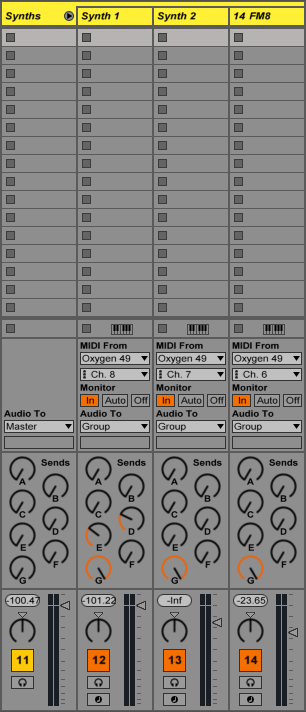 Synths Synth 1 Synth 2 14 FM8
MIDI From MIDI From MIDI From
Oxygen 49 Oxygen 49 Oxygen 49
Ch. 8 Ch. 7 Ch. 6
Monitor Monitor Monitor
In Auto Off In Auto Off In Auto Off
Audio To Audio To Audio To Audio To
Master Group Group Group
Sends Sends Sends Sends
A A A A
B B B B
C C C C
D D D D
E E E E
F F F F
G G G G
-100.47 -101.22 -Inf -23.65
11 12 13 14